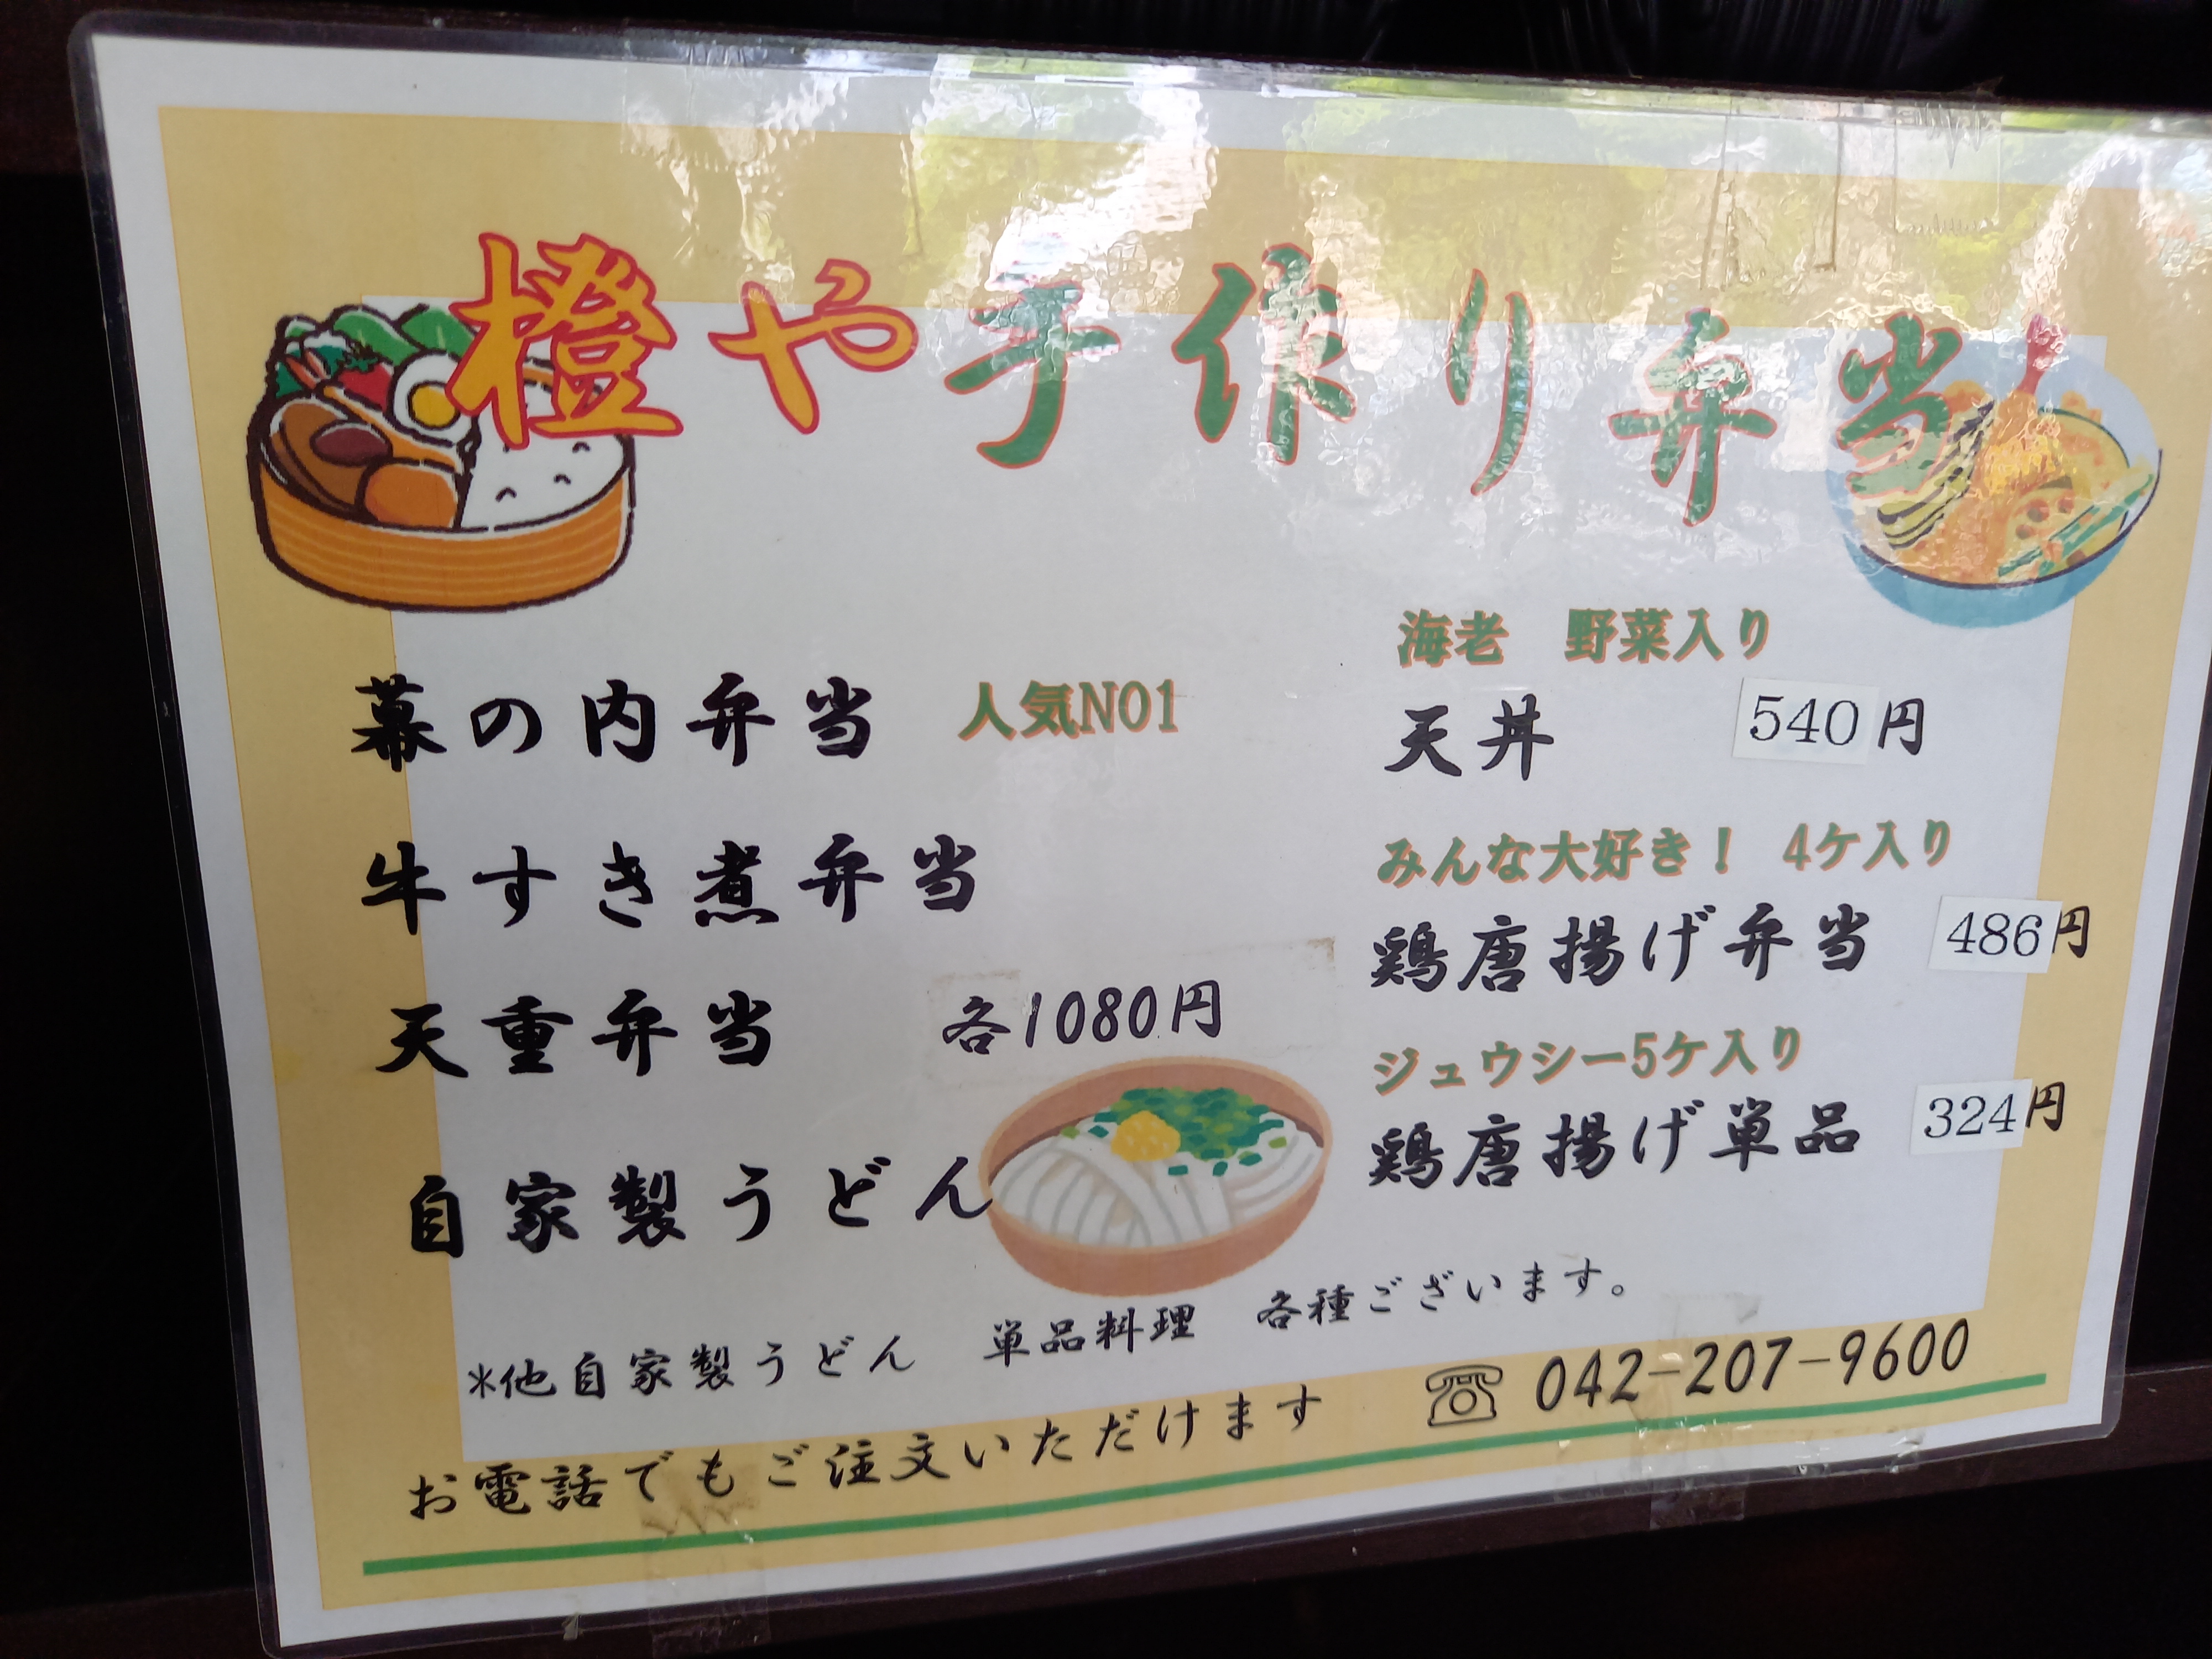 橙や手作り弁当
幕の内弁当 人気NO1
牛すき煮弁当
天重弁当 各1080円
自家製うどん
海老 野菜入り
天丼 540円
みんな大好き！ 4ケ入り
鶏唐揚げ弁当 486円
ジュウシー5ケ入り
鶏唐揚げ単品 324円
*他自家製うどん 単品料理 各種ございます。
お電話でもご注文いただけます ☏ 042-207-9600